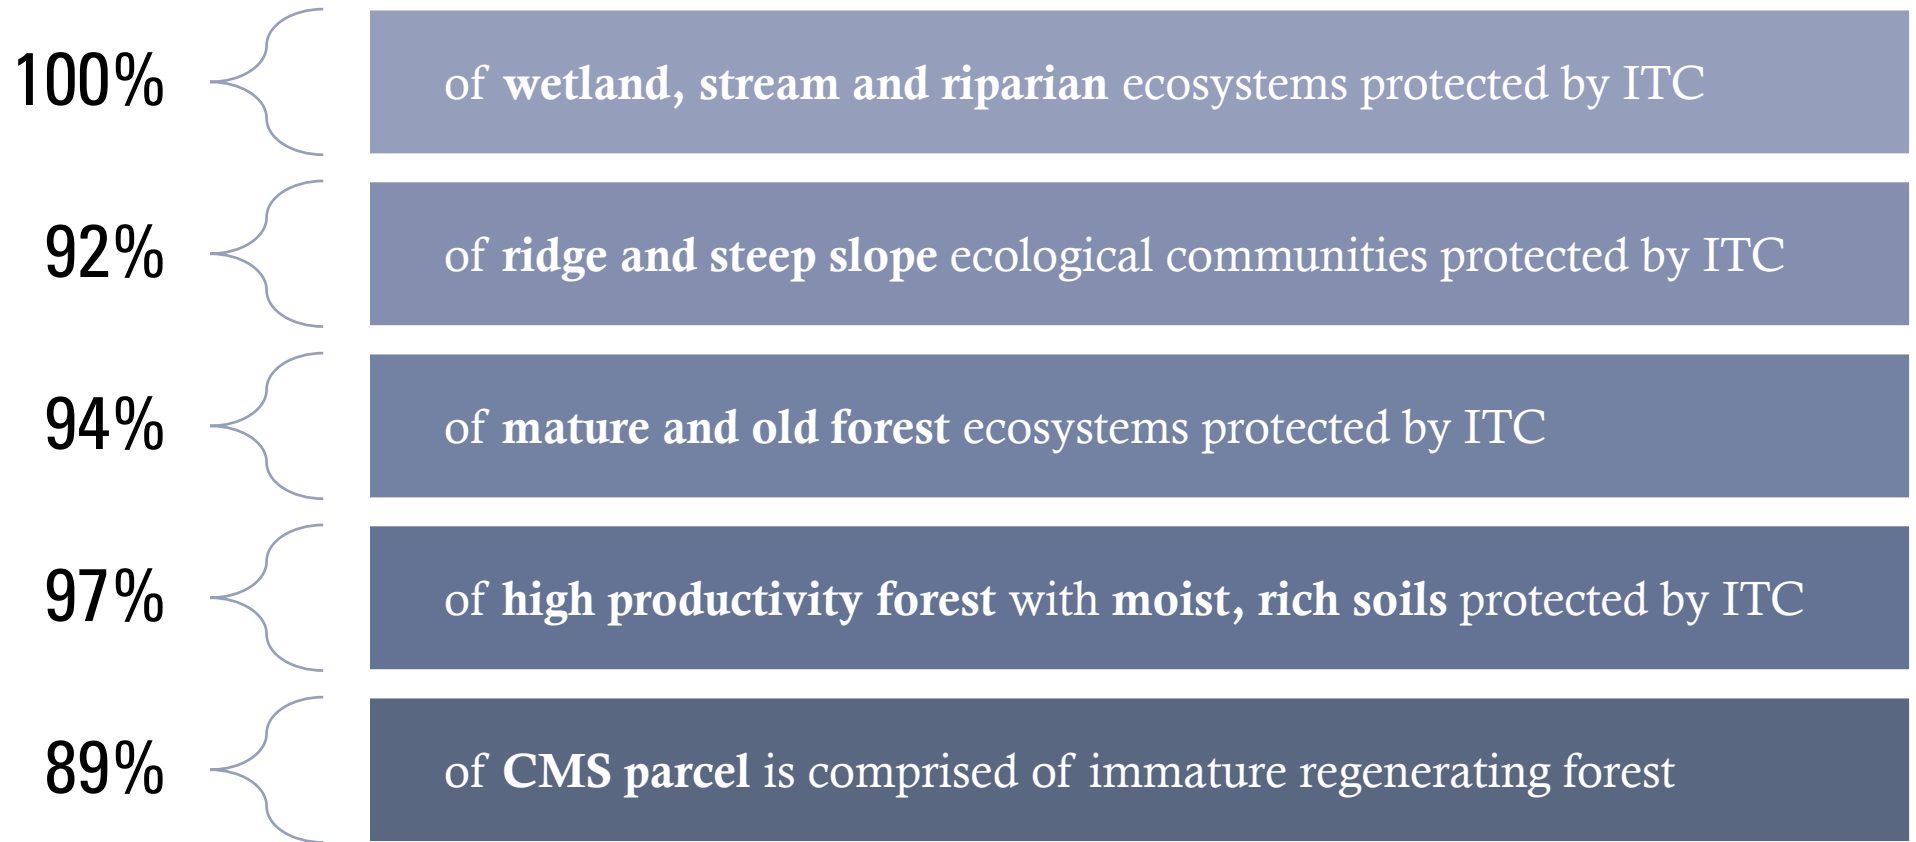 100% of wetland, stream and riparian ecosystems protected by ITC
92% of ridge and steep slope ecological communities protected by ITC
94% of mature and old forest ecosystems protected by ITC
97% of high productivity forest with moist, rich soils protected by ITC
89% of CMS parcel is comprised of immature regenerating forest